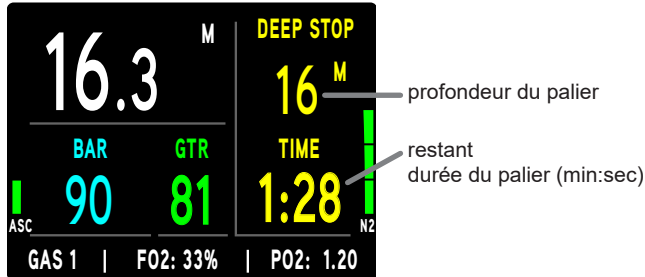 16.3 M
DEEP STOP
16 M
profondeur du palier
BAR
90
GTR
81
TIME
1:28
restant
durée du palier (min:sec)
ASC
N2
GAS 1 | FO2: 33% | PO2: 1.20